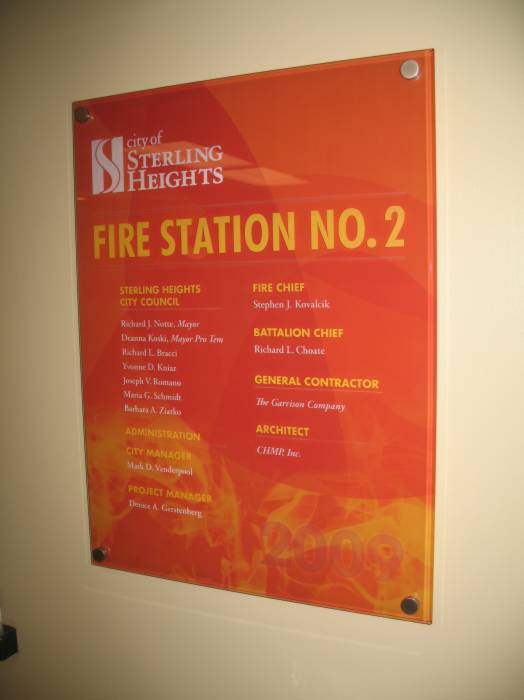 city of
STERLING
HEIGHTS
FIRE STATION NO. 2
STERLING HEIGHTS
CITY COUNCIL
Richard J. Notte, Mayor
Deanna Koski, Mayor Pro Tem
Richard L. Bracci
Yvonne D. Kniaz
Joseph V. Romano
Maria G. Schmidt
Barbara A. Ziarko
ADMINISTRATION
CITY MANAGER
Mark D. Vanderpool
PROJECT MANAGER
Denice A. Gerstenberg
FIRE CHIEF
Stephen J. Kovalcik
BATTALION CHIEF
Richard L. Choate
GENERAL CONTRACTOR
The Garrison Company
ARCHITECT
CHMP, Inc.
2009